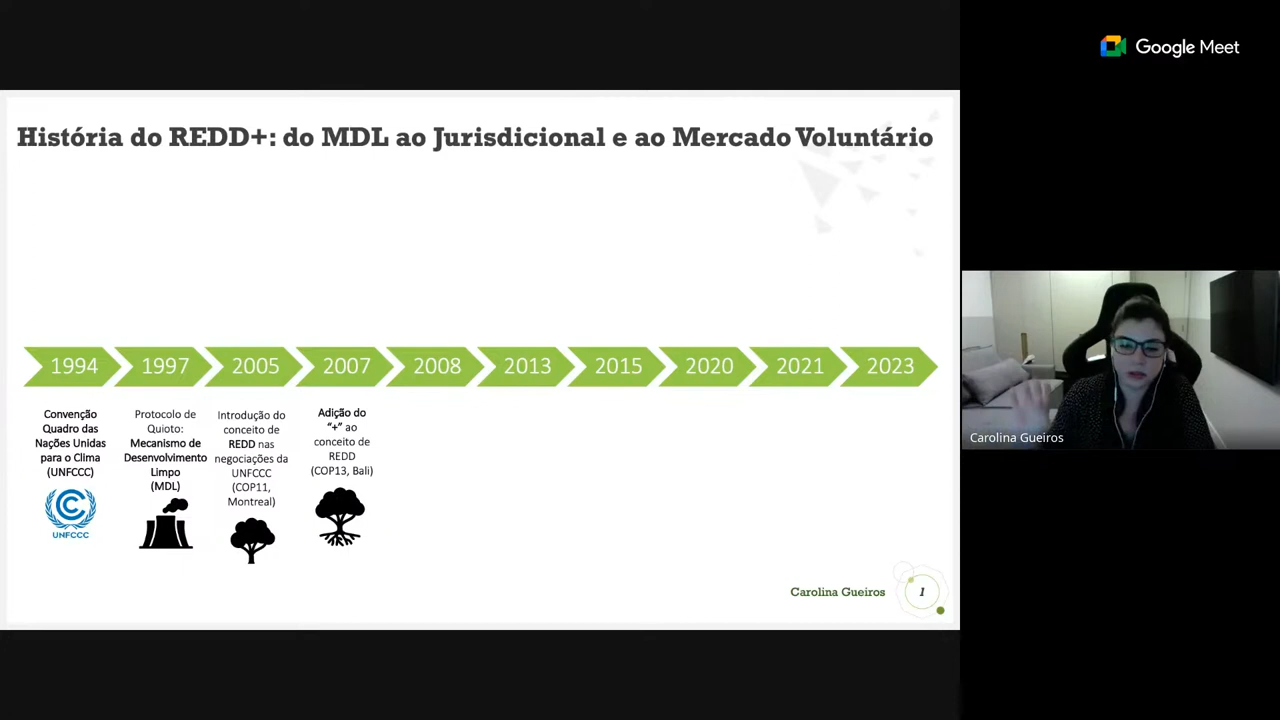 Google Meet
História do REDD+: do MDL ao Jurisdicional e ao Mercado Voluntário
1994
1997
2005
2007
2008
2013
2015
2020
2021
2023
Convenção
Quadro das
Nações Unidas
para o Clima
(UNFCCC)
UNFCCC
Protocolo de
Quioto:
Mecanismo de
Desenvolvimento
Limpo
(MDL)
Introdução do
conceito de
REDD nas
negociações da
UNFCCC
(COP11,
Montreal)
Adição do
“+” ao
conceito de
REDD
(COP13, Bali)
Carolina Gueiros
1
Carolina Gueiros